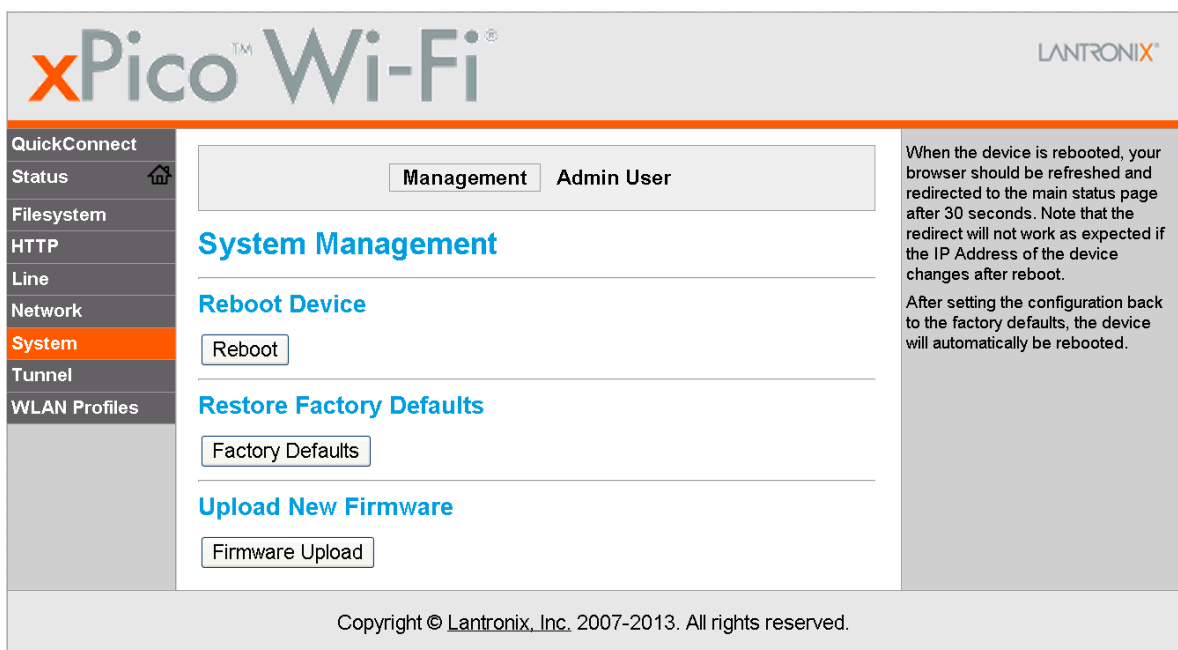 xPico™ Wi-Fi®
LANTRONIX®
QuickConnect
Status
Filesystem
HTTP
Line
Network
System
Tunnel
WLAN Profiles
Management Admin User
System Management
Reboot Device
Reboot
Restore Factory Defaults
Factory Defaults
Upload New Firmware
Firmware Upload
When the device is rebooted, your
browser should be refreshed and
redirected to the main status page
after 30 seconds. Note that the
redirect will not work as expected if
the IP Address of the device
changes after reboot.
After setting the configuration back
to the factory defaults, the device
will automatically be rebooted.
Copyright © Lantronix, Inc. 2007-2013. All rights reserved.